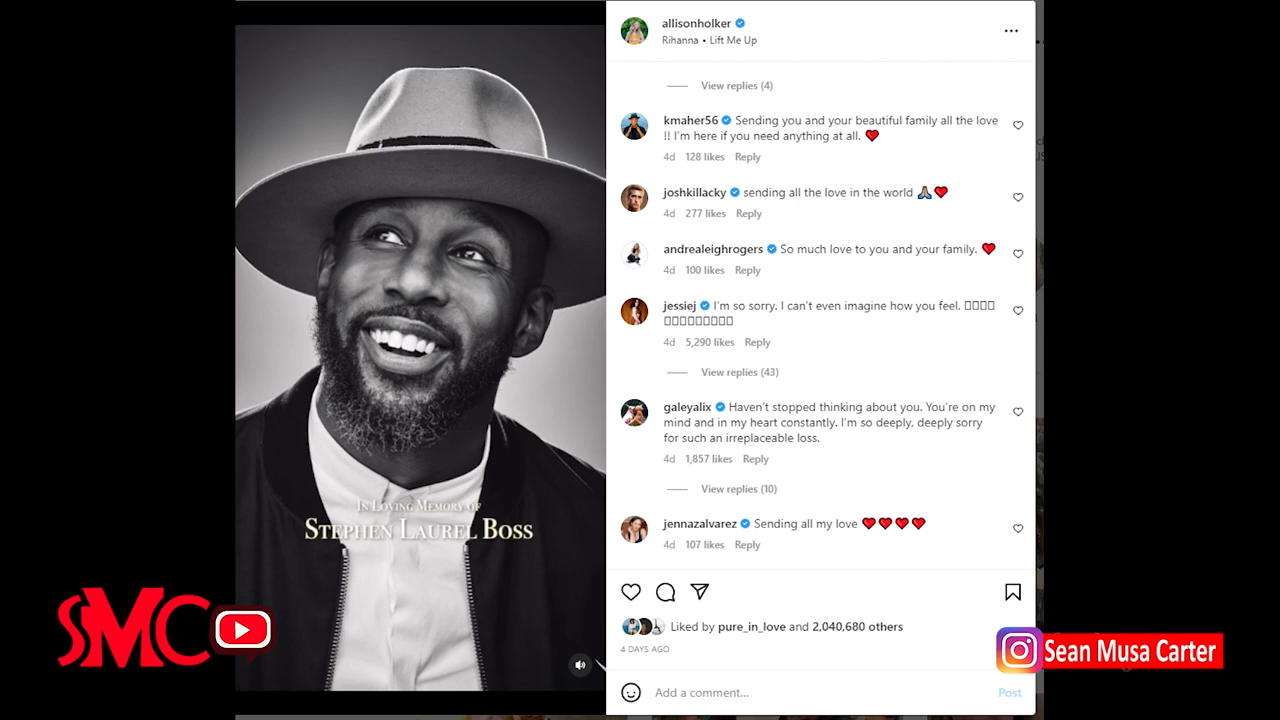 allisonholker
Rihanna • Lift Me Up
View replies (4)
kmaher56 Sending you and your beautiful family all the love
!! I'm here if you need anything at all. ❤️
4d 128 likes Reply
joshkillacky sending all the love in the world 🙏🏽❤️
4d 277 likes Reply
andrealeighrogers So much love to you and your family. ❤️
4d 100 likes Reply
jessiej I'm so sorry. I can't even imagine how you feel. ▯▯▯▯
▯▯▯▯▯▯▯▯▯
4d 5,290 likes Reply
View replies (43)
galeyalix Haven't stopped thinking about you. You're on my
mind and in my heart constantly. I'm so deeply, deeply sorry
for such an irreplaceable loss.
4d 1,857 likes Reply
View replies (10)
jennazalvarez Sending all my love ❤️❤️❤️❤️
4d 107 likes Reply
Liked by pure_in_love and 2,040,680 others
4 DAYS AGO
Add a comment... Post
In Loving Memory of
Stephen Laurel Boss
SMC
Sean Musa Carter